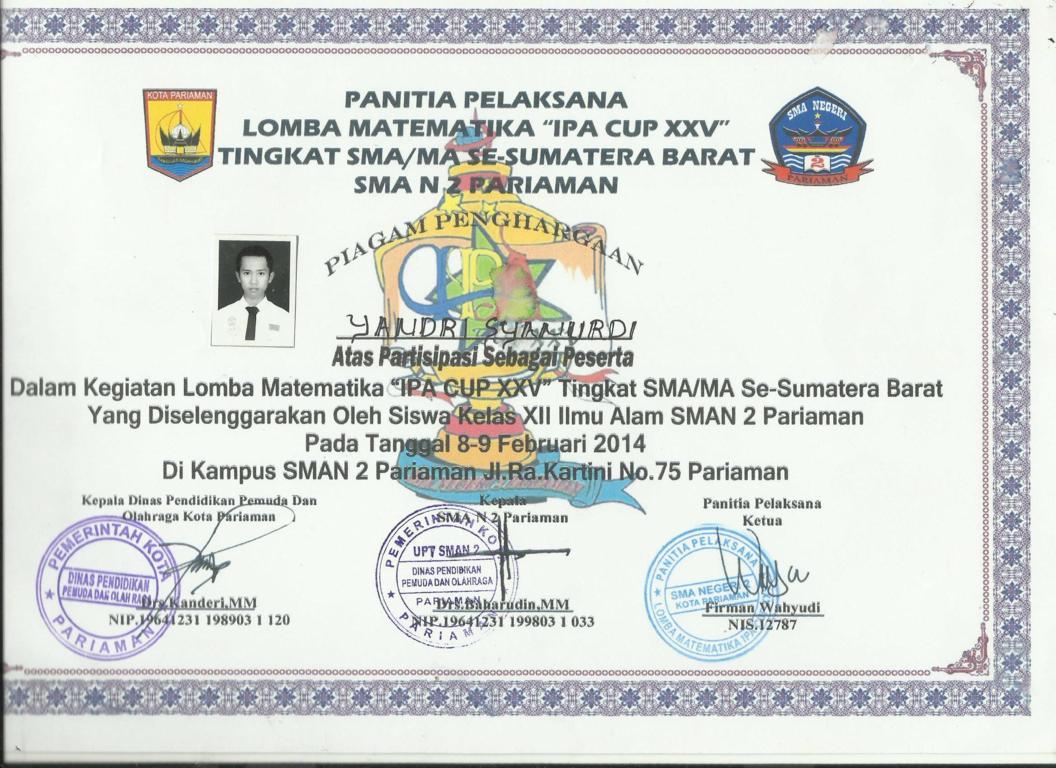 KOTA PARIAMAN
PANITIA PELAKSANA
LOMBA MATEMATIKA “IPA CUP XXV”
TINGKAT SMA/MA SE-SUMATERA BARAT
SMA N 2 PARIAMAN
SMA NEGERI
2
PARIAMAN
PIAGAM PENGHARGAAN
YANDRI SYAMURDI
Atas Partisipasi Sebagai Peserta
Dalam Kegiatan Lomba Matematika “IPA CUP XXV” Tingkat SMA/MA Se-Sumatera Barat
Yang Diselenggarakan Oleh Siswa Kelas XII Ilmu Alam SMAN 2 Pariaman
Pada Tanggal 8-9 Februari 2014
Di Kampus SMAN 2 Pariaman Jl.Ra.Kartini No.75 Pariaman
Kepala Dinas Pendidikan Pemuda Dan
Olahraga Kota Pariaman
PEMERINTAH KOTA
DINAS PENDIDIKAN
PEMUDA DAN OLAH RAGA
PARIAMAN
Drs.Kanderi,MM
NIP.19641231 198903 1 120
Kepala
SMA N 2 Pariaman
PEMERINTAH KO
UPT SMAN 2
DINAS PENDIDIKAN
PEMUDA DAN OLAHRAGA
PARIAMAN
PARIAMAN
Drs.Baharudin,MM
NIP.19641231 199803 1 033
Panitia Pelaksana
Ketua
PANITIA PELAKSANA
SMA NEGERI 2
KOTA PARIAMAN
LOMBA MATEMATIKA IPA
Firman Wahyudi
NIS.12787